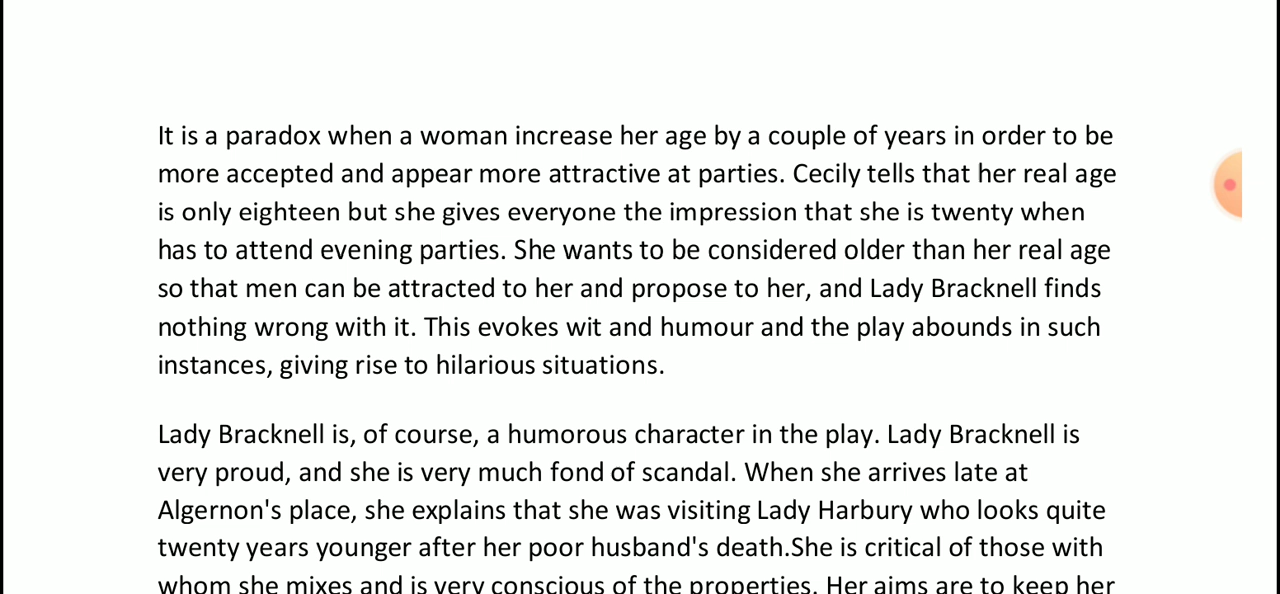 It is a paradox when a woman increase her age by a couple of years in order to be
more accepted and appear more attractive at parties. Cecily tells that her real age
is only eighteen but she gives everyone the impression that she is twenty when
has to attend evening parties. She wants to be considered older than her real age
so that men can be attracted to her and propose to her, and Lady Bracknell finds
nothing wrong with it. This evokes wit and humour and the play abounds in such
instances, giving rise to hilarious situations.
Lady Bracknell is, of course, a humorous character in the play. Lady Bracknell is
very proud, and she is very much fond of scandal. When she arrives late at
Algernon's place, she explains that she was visiting Lady Harbury who looks quite
twenty years younger after her poor husband's death.She is critical of those with
whom she mixes and is very conscious of the properties. Her aims are to keep her